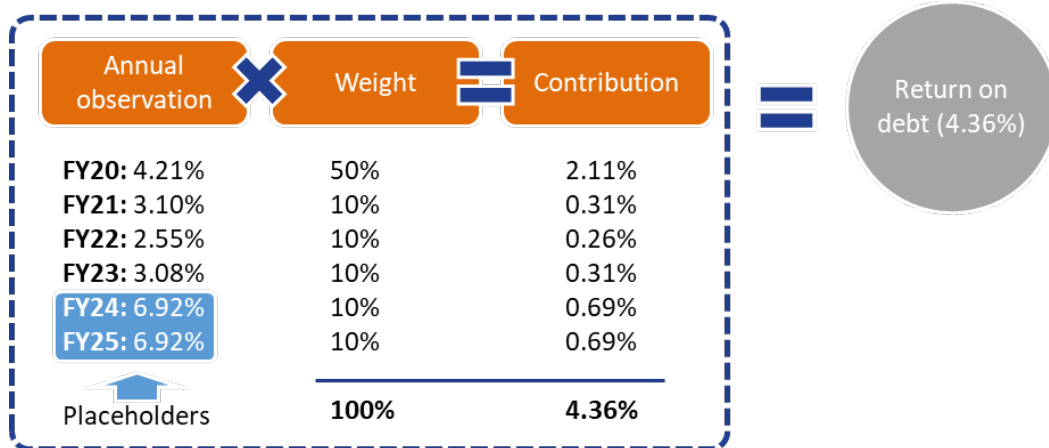 Annual
observation
Weight
Contribution
Return on
debt (4.36%)
FY20: 4.21% 50% 2.11%
FY21: 3.10% 10% 0.31%
FY22: 2.55% 10% 0.26%
FY23: 3.08% 10% 0.31%
FY24: 6.92% 10% 0.69%
FY25: 6.92% 10% 0.69%
Placeholders 100% 4.36%